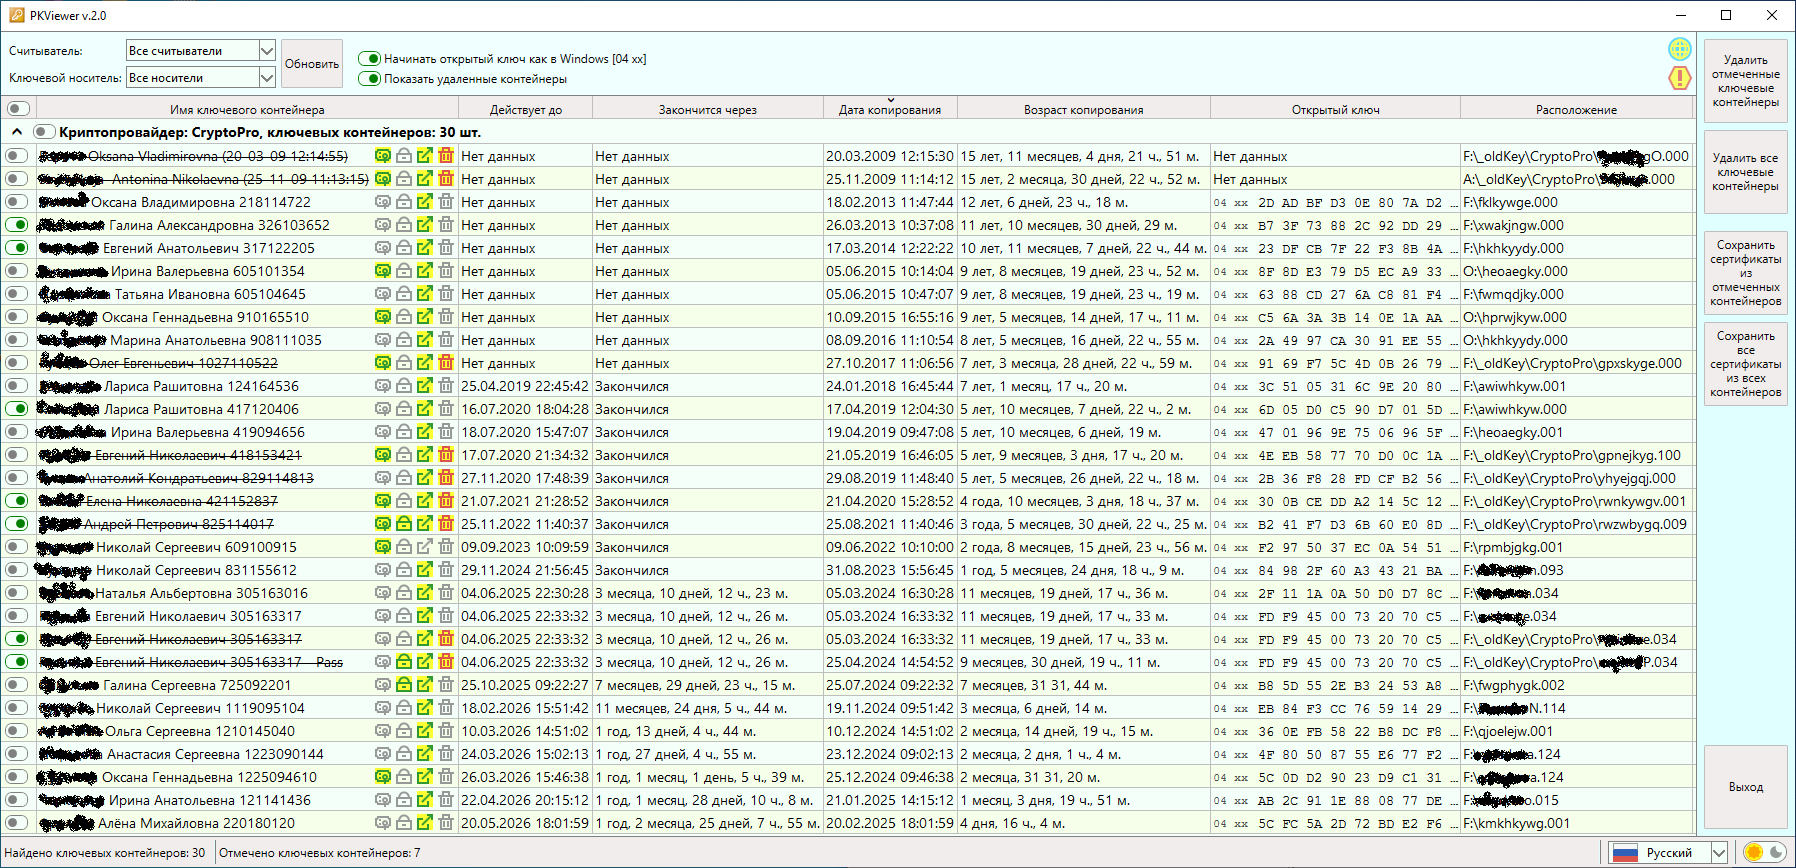 PKViewer v.2.0
Считыватель: Все считыватели
Ключевой носитель: Все носители
Обновить
Начинать открытый ключ как в Windows [04 xx]
Показать удаленные контейнеры
Имя ключевого контейнера Действует до Закончится через Дата копирования Возраст копирования Открытый ключ Расположение
Криптопровайдер: CryptoPro, ключевых контейнеров: 30 шт.
Oksana Vladimirovna (20-03-09 12:14:55) Нет данных Нет данных 20.03.2009 12:15:30 15 лет, 11 месяцев, 4 дня, 21 ч., 51 м. Нет данных F:\_oldKey\CryptoPro\ gO.000
Antonina Nikolaevna (25-11-09 11:13:15) Нет данных Нет данных 25.11.2009 11:14:12 15 лет, 2 месяца, 30 дней, 22 ч., 52 м. Нет данных A:\_oldKey\CryptoPro\ .000
Оксана Владимировна 218114722 Нет данных Нет данных 18.02.2013 11:47:44 12 лет, 6 дней, 23 ч., 18 м. 04 xx 2D AD BF D3 0E 80 7A D2 ... F:\fklkywge.000
Галина Александровна 326103652 Нет данных Нет данных 26.03.2013 10:37:08 11 лет, 10 месяцев, 30 дней, 29 м. 04 xx B7 3F 73 88 2C 92 DD 29 ... F:\xwakjngw.000
Евгений Анатольевич 317122205 Нет данных Нет данных 17.03.2014 12:22:22 10 лет, 11 месяцев, 7 дней, 22 ч., 44 м. 04 xx 23 DF CB 7F 22 F3 8B 4A ... F:\hkhkyydy.000
Ирина Валерьевна 605101354 Нет данных Нет данных 05.06.2015 10:14:04 9 лет, 8 месяцев, 19 дней, 23 ч., 52 м. 04 xx 8F 8D E3 79 D5 EC A9 33 ... O:\heoaegky.000
Татьяна Ивановна 605104645 Нет данных Нет данных 05.06.2015 10:47:07 9 лет, 8 месяцев, 19 дней, 23 ч., 19 м. 04 xx 63 88 CD 27 6A C8 81 F4 ... F:\fwmqdjky.000
Оксана Геннадьевна 910165510 Нет данных Нет данных 10.09.2015 16:55:16 9 лет, 5 месяцев, 14 дней, 17 ч., 11 м. 04 xx C5 6A 3A 3B 14 0E 1A AA ... O:\hprwjkyw.000
Марина Анатольевна 908111035 Нет данных Нет данных 08.09.2016 11:10:54 8 лет, 5 месяцев, 16 дней, 22 ч., 55 м. 04 xx 2A 49 97 CA 30 91 EE 55 ... O:\hkhkyydy.000
Олег Евгеньевич 1027110522 Нет данных Нет данных 27.10.2017 11:06:56 7 лет, 3 месяца, 28 дней, 22 ч., 59 м. 04 xx 91 69 F7 5C 4D 0B 26 79 ... F:\_oldKey\CryptoPro\gpxskyge.000
Лариса Рашитовна 124164536 25.04.2019 22:45:42 Закончился 24.01.2018 16:45:44 7 лет, 1 месяц, 17 ч., 20 м. 04 xx 3C 51 05 31 6C 9E 20 80 ... F:\awiwhkyw.001
Лариса Рашитовна 417120406 16.07.2020 18:04:28 Закончился 17.04.2019 12:04:30 5 лет, 10 месяцев, 7 дней, 22 ч., 2 м. 04 xx 6D 05 D0 C5 90 D7 01 5D ... F:\awiwhkyw.000
Ирина Валерьевна 419094656 18.07.2020 15:47:07 Закончился 19.04.2019 09:47:08 5 лет, 10 месяцев, 6 дней, 19 м. 04 xx 47 01 96 9E 75 06 96 5F ... F:\heoaegky.001
Евгений Николаевич 418153421 17.07.2020 21:34:32 Закончился 21.05.2019 16:46:05 5 лет, 9 месяцев, 3 дня, 17 ч., 20 м. 04 xx 4E EB 58 77 70 D0 0C 1A ... F:\_oldKey\CryptoPro\gpnejkyg.100
Анатолий Кондратьевич 829114813 27.11.2020 17:48:39 Закончился 29.08.2019 11:48:40 5 лет, 5 месяцев, 26 дней, 22 ч., 18 м. 04 xx 2B 36 F8 28 FD CF B2 56 ... F:\_oldKey\CryptoPro\yhyejgqj.000
Елена Николаевна 421152837 21.07.2021 21:28:52 Закончился 21.04.2020 15:28:52 4 года, 10 месяцев, 3 дня, 18 ч., 37 м. 04 xx 30 0B CE DD A2 14 5C 12 ... F:\_oldKey\CryptoPro\rwnkywgv.001
Андрей Петрович 825114017 25.11.2022 11:40:37 Закончился 25.08.2021 11:40:46 3 года, 5 месяцев, 30 дней, 22 ч., 25 м. 04 xx B2 41 F7 D3 6B 60 E0 8D ... F:\_oldKey\CryptoPro\rwzwbygq.009
Николай Сергеевич 609100915 09.09.2023 10:09:59 Закончился 09.06.2022 10:10:00 2 года, 8 месяцев, 15 дней, 23 ч., 56 м. 04 xx F2 97 50 37 EC 0A 54 51 ... F:\rpmbjgkg.001
Николай Сергеевич 831155612 29.11.2024 21:56:45 Закончился 31.08.2023 15:56:45 1 год, 5 месяцев, 24 дня, 18 ч., 9 м. 04 xx 84 98 2F 60 A3 43 21 BA ... F:\ .093
Наталья Альбертовна 305163016 04.06.2025 22:30:28 3 месяца, 10 дней, 12 ч., 23 м. 05.03.2024 16:30:28 11 месяцев, 19 дней, 17 ч., 36 м. 04 xx 2F 11 1A 0A 50 D0 D7 8C ... F:\ .034
Евгений Николаевич 305163317 04.06.2025 22:33:32 3 месяца, 10 дней, 12 ч., 26 м. 05.03.2024 16:33:32 11 месяцев, 19 дней, 17 ч., 33 м. 04 xx FD F9 45 00 73 20 70 C5 ... F:\ e.034
Евгений Николаевич 305163317 04.06.2025 22:33:32 3 месяца, 10 дней, 12 ч., 26 м. 05.03.2024 16:33:32 11 месяцев, 19 дней, 17 ч., 33 м. 04 xx FD F9 45 00 73 20 70 C5 ... F:\_oldKey\CryptoPro\ e.034
Евгений Николаевич 305163317 - Pass 04.06.2025 22:33:32 3 месяца, 10 дней, 12 ч., 26 м. 25.04.2024 14:54:52 9 месяцев, 30 дней, 19 ч., 11 м. 04 xx FD F9 45 00 73 20 70 C5 ... F:\_oldKey\CryptoPro\ P.034
Галина Сергеевна 725092201 25.10.2025 09:22:27 7 месяцев, 29 дней, 23 ч., 15 м. 25.07.2024 09:22:32 7 месяцев, 31 31, 44 м. 04 xx B8 5D 55 2E B3 24 53 A8 ... F:\fwgphygk.002
Николай Сергеевич 1119095104 18.02.2026 15:51:42 11 месяцев, 24 дня, 5 ч., 44 м. 19.11.2024 09:51:42 3 месяца, 6 дней, 14 м. 04 xx EB 84 F3 CC 76 59 14 29 ... F:\ N.114
Ольга Сергеевна 1210145040 10.03.2026 14:51:02 1 год, 13 дней, 4 ч., 44 м. 10.12.2024 14:51:02 2 месяца, 14 дней, 19 ч., 15 м. 04 xx 36 0E FB 58 22 B8 DC F8 ... F:\qjoelejw.001
Анастасия Сергеевна 1223090144 24.03.2026 15:02:13 1 год, 27 дней, 4 ч., 55 м. 23.12.2024 09:02:13 2 месяца, 2 дня, 1 ч., 4 м. 04 xx 4F 80 50 87 55 E6 77 F2 ... F:\ a.124
Оксана Геннадьевна 1225094610 26.03.2026 15:46:38 1 год, 1 месяц, 1 день, 5 ч., 39 м. 25.12.2024 09:46:38 2 месяца, 31 31, 20 м. 04 xx 5C 0D D2 90 23 D9 C1 31 ... F:\ a.124
Ирина Анатольевна 121141436 22.04.2026 20:15:12 1 год, 1 месяц, 28 дней, 10 ч., 8 м. 21.01.2025 14:15:12 1 месяц, 3 дня, 19 ч., 51 м. 04 xx AB 2C 91 1E 88 08 77 DE ... F:\ o.015
Алёна Михайловна 220180120 20.05.2026 18:01:59 1 год, 2 месяца, 25 дней, 7 ч., 55 м. 20.02.2025 18:01:59 4 дня, 16 ч., 4 м. 04 xx 5C FC 5A 2D 72 BD E2 F6 ... F:\kmkhkywg.001
Удалить
отмеченные
ключевые
контейнеры
Удалить все
ключевые
контейнеры
Сохранить
сертификаты
из
отмеченных
контейнеров
Сохранить
все
сертификаты
из всех
контейнеров
Выход
Найдено ключевых контейнеров: 30 Отмечено ключевых контейнеров: 7 Русский